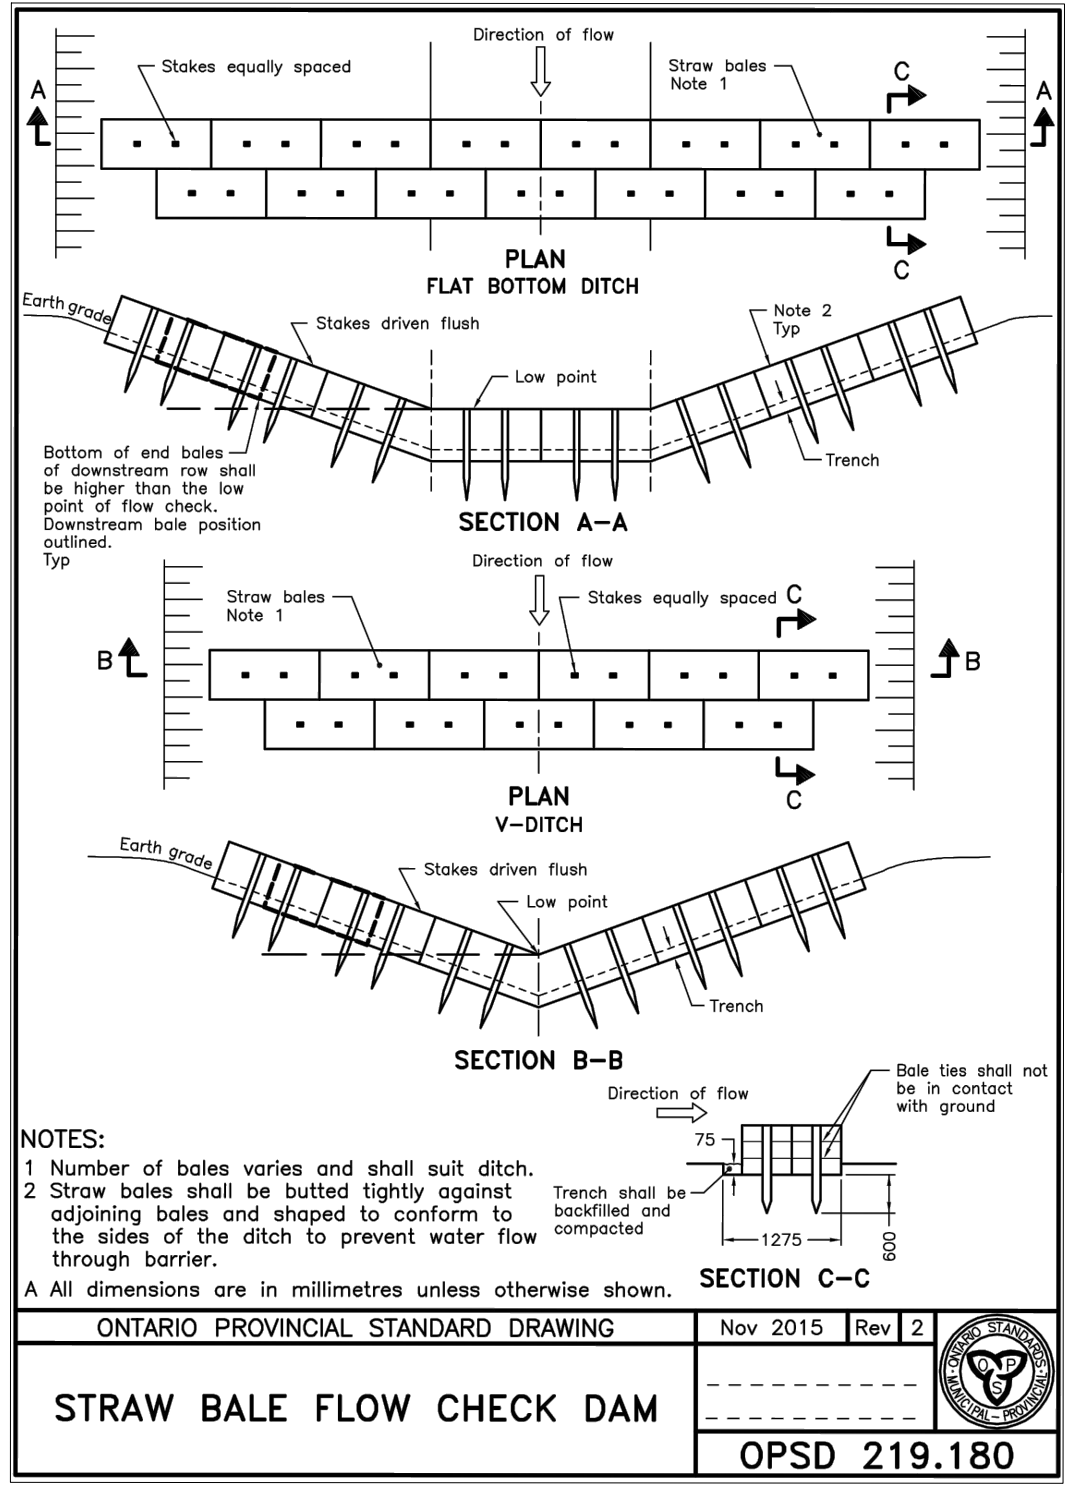 Direction of flow
Stakes equally spaced
Straw bales
Note 1
C
A
A
C
PLAN
FLAT BOTTOM DITCH
Earth grade
Stakes driven flush
Note 2
Typ
Low point
Bottom of end bales
of downstream row shall
be higher than the low
point of flow check.
Downstream bale position
outlined.
Typ
Trench
SECTION A-A
Direction of flow
Straw bales
Note 1
Stakes equally spaced
C
B
B
C
PLAN
V-DITCH
Earth grade
Stakes driven flush
Low point
Trench
SECTION B-B
Direction of flow
Bale ties shall not
be in contact
with ground
75
Trench shall be
backfilled and
compacted
1275
600
SECTION C-C
NOTES:
1 Number of bales varies and shall suit ditch.
2 Straw bales shall be butted tightly against
adjoining bales and shaped to conform to
the sides of the ditch to prevent water flow
through barrier.
A All dimensions are in millimetres unless otherwise shown.
ONTARIO PROVINCIAL STANDARD DRAWING
Nov 2015 Rev 2
STRAW BALE FLOW CHECK DAM
ONTARIO STANDARDS
MUNICIPAL-PROVINCIAL
O P
S
OPSD 219.180